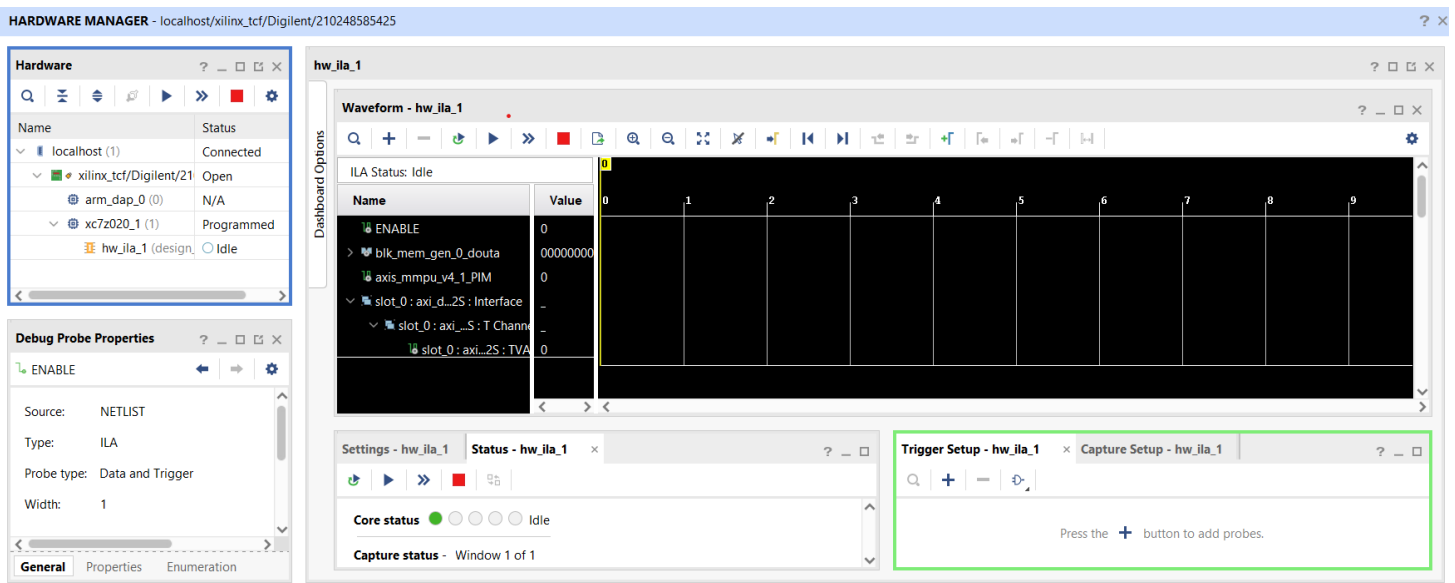 HARDWARE MANAGER - localhost/xilinx_tcf/Digilent/210248585425
Hardware
Name Status
localhost (1) Connected
xilinx_tcf/Digilent/21 Open
arm_dap_0 (0) N/A
xc7z020_1 (1) Programmed
hw_ila_1 (design_ Idle
Debug Probe Properties
ENABLE
Source: NETLIST
Type: ILA
Probe type: Data and Trigger
Width: 1
General Properties Enumeration
hw_ila_1
Dashboard Options
Waveform - hw_ila_1
ILA Status: Idle
0
Name Value 0 1 2 3 4 5 6 7 8 9
ENABLE 0
blk_mem_gen_0_douta 00000000
axis_mmpu_v4_1_PIM 0
slot_0 : axi_d...2S : Interface _
slot_0 : axi_...S : T Channe _
slot_0 : axi...2S : TVA 0
Settings - hw_ila_1 Status - hw_ila_1
Core status Idle
Capture status - Window 1 of 1
Trigger Setup - hw_ila_1 Capture Setup - hw_ila_1
Press the + button to add probes.